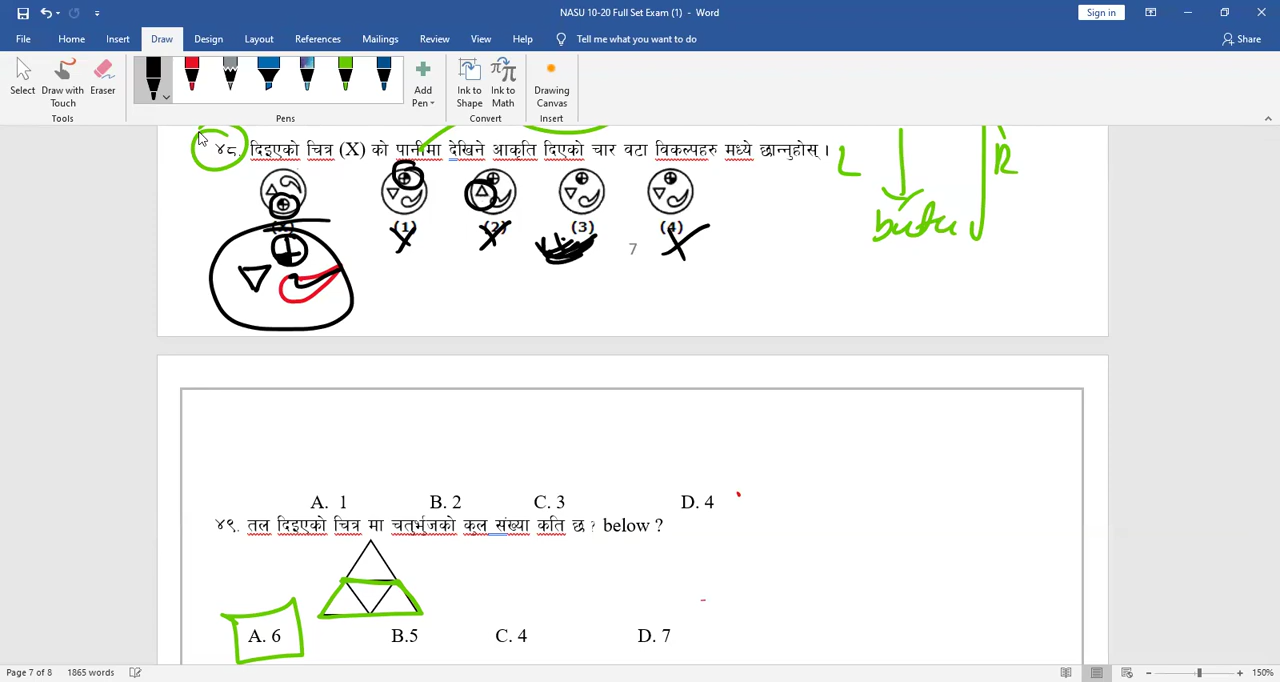 NASU 10-20 Full Set Exam (1) - Word
Sign in
File Home Insert Draw Design Layout References Mailings Review View Help Tell me what you want to do Share
Select Draw with Touch Eraser Add Pen Ink to Shape Ink to Math Drawing Canvas
Tools Pens Convert Insert
४८. दिइएको चित्र (X) को पानीमा देखिने आकृति दिएको चार वटा विकल्पहरु मध्ये छान्नुहोस् ।
L R
(X) (1) (2) (3) (4)
7
A. 1 B. 2 C. 3 D. 4
४९. तल दिइएको चित्र मा चतुर्भुजको कुल संख्या कति छ ? below ?
A. 6 B.5 C. 4 D. 7
Page 7 of 8 1865 words 150%